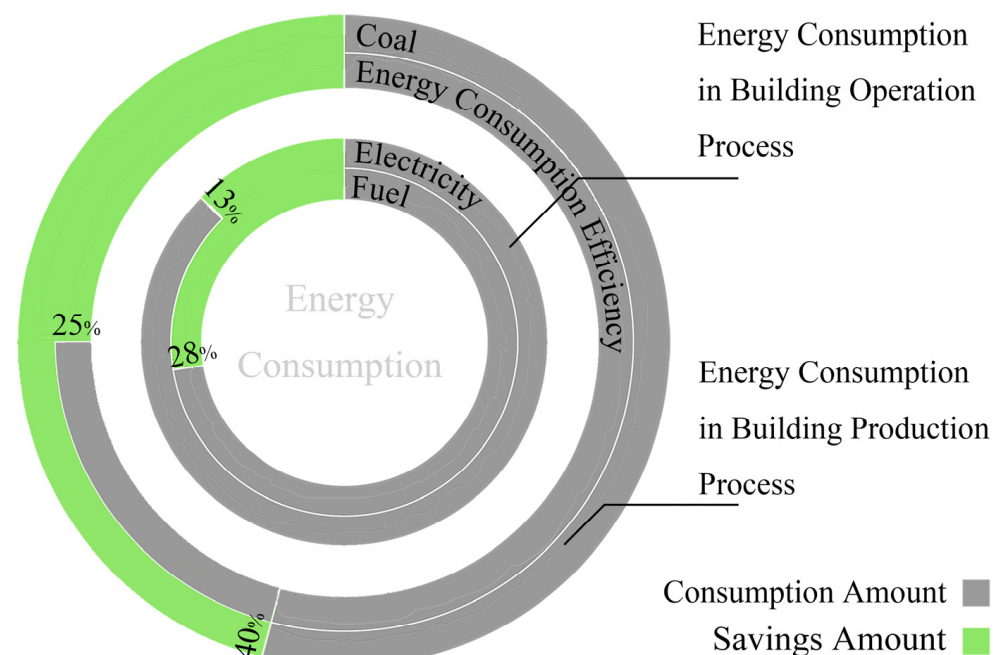 Coal
Energy Consumption Efficiency
Electricity
Fuel
13%
25%
28%
40%
Energy
Consumption
Energy Consumption
in Building Operation
Process
Energy Consumption
in Building Production
Process
Consumption Amount
Savings Amount